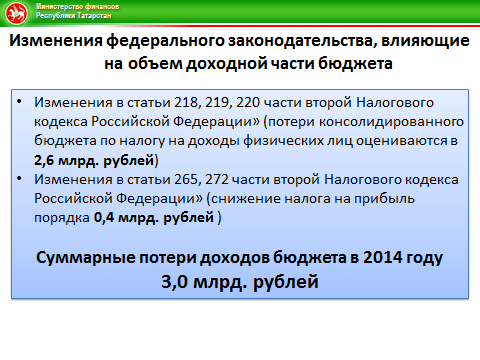 Министерство финансов
Республики Татарстан
Изменения федерального законодательства, влияющие
на объем доходной части бюджета
• Изменения в статьи 218, 219, 220 части второй Налогового
кодекса Российской Федерации» (потери консолидированного
бюджета по налогу на доходы физических лиц оцениваются в
2,6 млрд. рублей)
• Изменения в статьи 265, 272 части второй Налогового кодекса
Российской Федерации» (снижение налога на прибыль
порядка 0,4 млрд. рублей )
Суммарные потери доходов бюджета в 2014 году
3,0 млрд. рублей